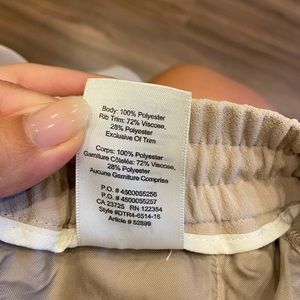 Body: 100% Polyester
Rib Trim: 72% Viscose,
28% Polyester
Exclusive Of Trim
Corps: 100% Polyester
Garniture Côtelée: 72% Viscose,
28% Polyester
Aucune Garniture Comprise
P.O. # 4500055256
P.O. # 4500055257
CA 23725 RN 122354
Style #DTR4-6514-16
Article # 52899